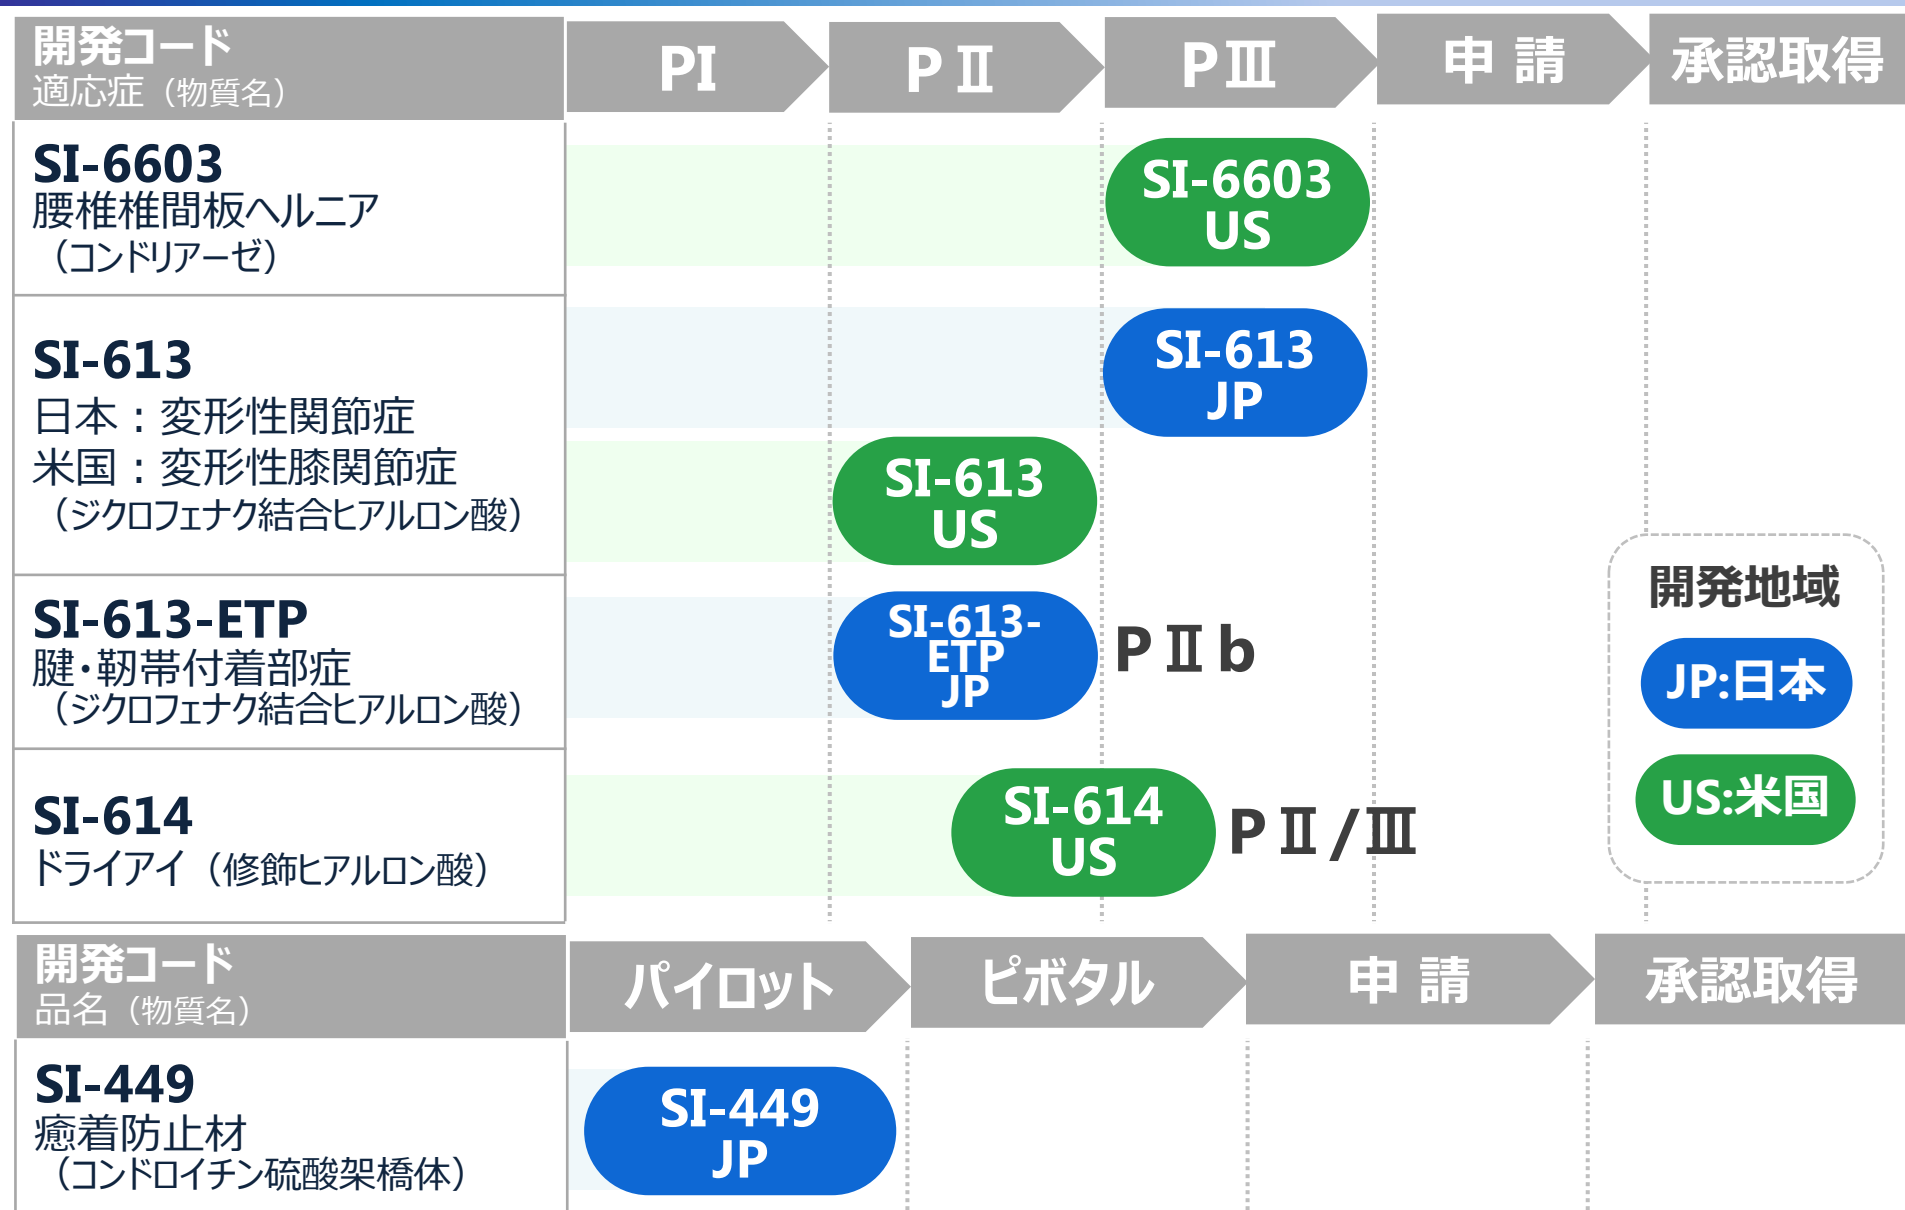 開発コード
適応症（物質名）
PⅠ
PⅡ
PⅢ
申 請
承認取得
SI-6603
腰椎椎間板ヘルニア
（コンドリアーゼ）
SI-6603
US
SI-613
日本：変形性関節症
米国：変形性膝関節症
（ジクロフェナク結合ヒアルロン酸）
SI-613
JP
SI-613
US
SI-613-ETP
腱・靭帯付着部症
（ジクロフェナク結合ヒアルロン酸）
SI-613-
ETP
JP
PⅡb
SI-614
ドライアイ（修飾ヒアルロン酸）
SI-614
US
PⅡ/Ⅲ
開発地域
JP:日本
US:米国
開発コード
品名（物質名）
パイロット
ピボタル
申 請
承認取得
SI-449
癒着防止材
（コンドロイチン硫酸架橋体）
SI-449
JP